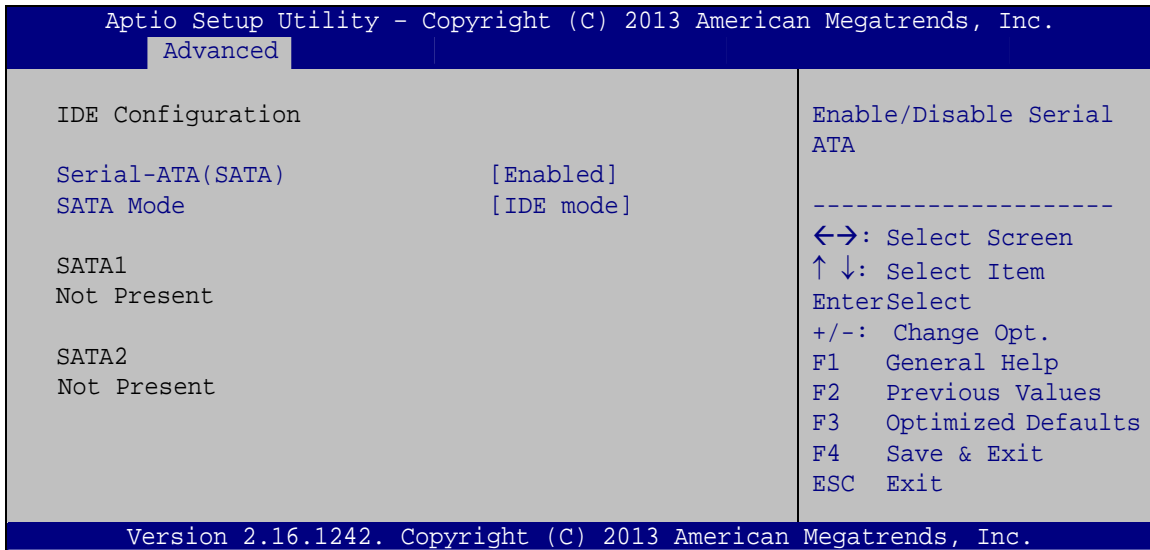 Aptio Setup Utility – Copyright (C) 2013 American Megatrends, Inc.
Advanced
IDE Configuration
Serial-ATA(SATA) [Enabled]
SATA Mode [IDE mode]
SATA1
Not Present
SATA2
Not Present
Enable/Disable Serial
ATA
---------------------
←→: Select Screen
↑ ↓: Select Item
EnterSelect
+/-: Change Opt.
F1 General Help
F2 Previous Values
F3 Optimized Defaults
F4 Save & Exit
ESC Exit
Version 2.16.1242. Copyright (C) 2013 American Megatrends, Inc.